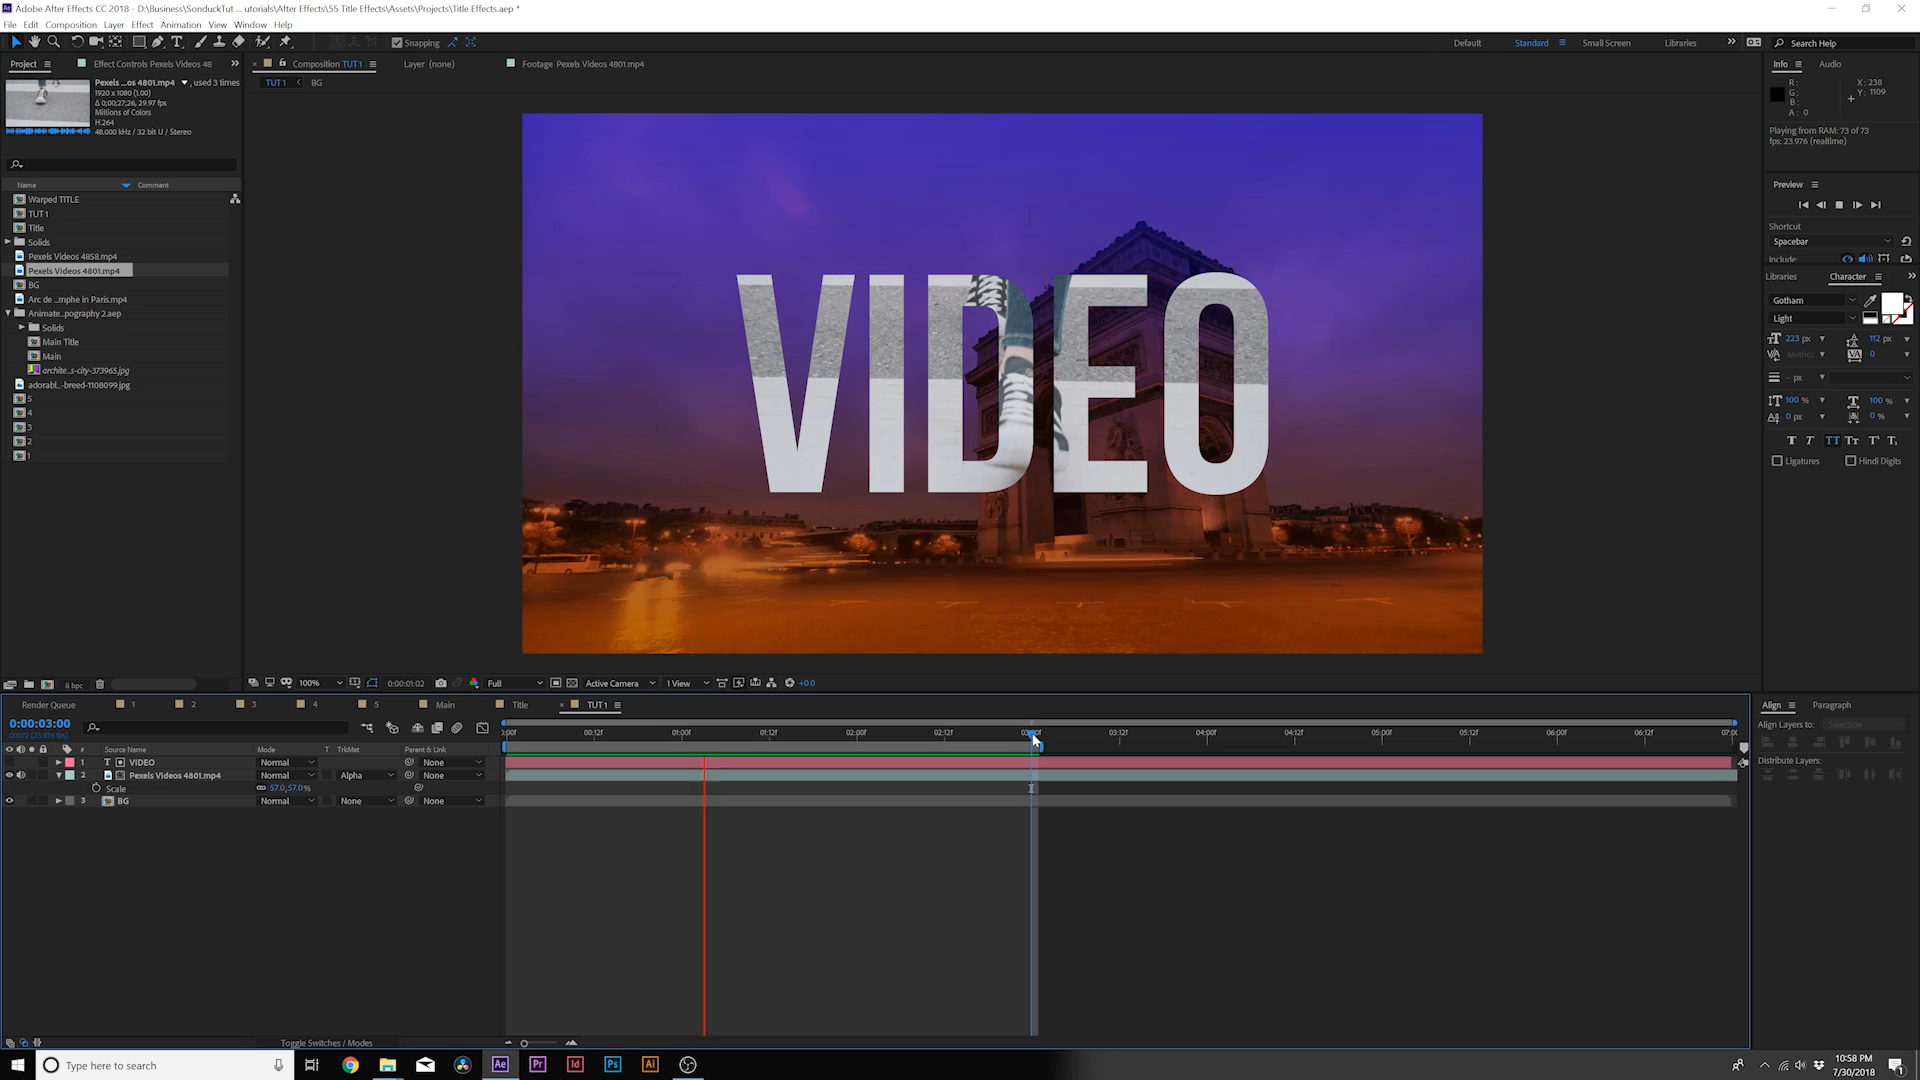 Adobe After Effects CC 2018 - D:\Business\SonduckTut ... utorials\After Effects\55 Title Effects\Assets\Projects\Title Effects.aep *
File Edit Composition Layer Effect Animation View Window Help
Snapping
Default Standard Small Screen Libraries Search Help
Project Effect Controls Pexels Videos 48 Composition TUT1 Layer (none) Footage Pexels Videos 4801.mp4 Info Audio
TUT1 BG
Pexels ...os 4801.mp4 , used 3 times
1920 x 1080 (1.00)
Δ 0;00;27;26, 29.97 fps
Millions of Colors
H.264
48.000 kHz / 32 bit U / Stereo
R:
G:
B:
A: 0
X: 238
Y: 1109
Playing from RAM: 73 of 73
fps: 23.976 (realtime)
Preview
Shortcut
Spacebar
Include:
Libraries Character
Gotham
Light
223 px 112 px
Metrics 0
- px
100 % 100 %
0 px 0 %
T T TT Tт T' T,
Ligatures Hindi Digits
Name Comment
Warped TITLE
TUT1
Title
Solids
Pexels Videos 4858.mp4
Pexels Videos 4801.mp4
BG
Arc de ...mphe in Paris.mp4
Animate...pography 2.aep
Solids
Main Title
Main
archite...s-city-373965.jpg
adorabl...-breed-1108099.jpg
5
4
3
2
1
VIDEO
8 bpc
100% 0:00:01:02 Full Active Camera 1 View +0.0
Render Queue 1 2 3 4 5 Main Title TUT1
0:00:03:00
00072 (23.976 fps)
:00f 00:12f 01:00f 01:12f 02:00f 02:12f 03:00f 03:12f 04:00f 04:12f 05:00f 05:12f 06:00f 06:12f 07:0
# Source Name Mode T TrkMat Parent & Link
1 T VIDEO Normal None
2 Pexels Videos 4801.mp4 Normal Alpha None
Scale 57.0,57.0%
3 BG Normal None None
Toggle Switches / Modes
Align Paragraph
Align Layers to: Selection
Distribute Layers:
Type here to search
Ae Pr Id Ps Ai
10:58 PM
7/30/2018
1